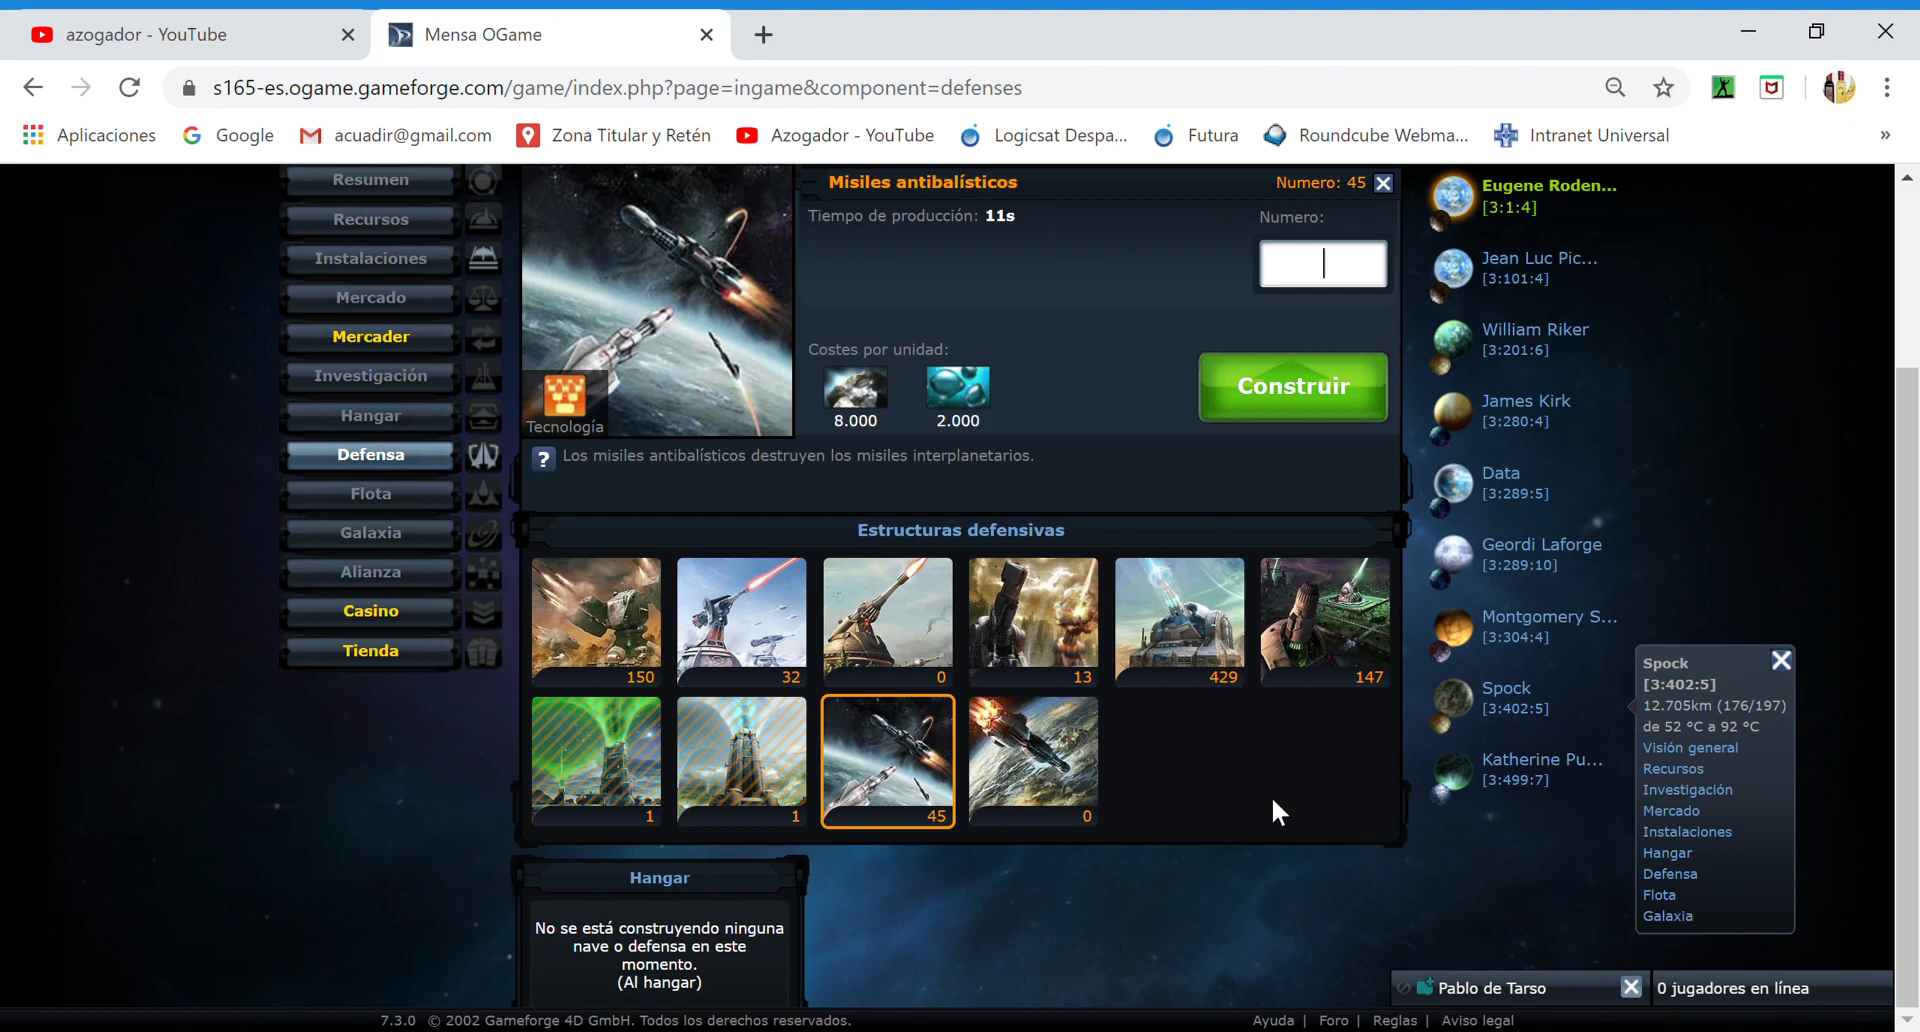 azogador - YouTube
Mensa OGame
s165-es.ogame.gameforge.com/game/index.php?page=ingame&component=defenses
Aplicaciones
Google
acuadir@gmail.com
Zona Titular y Retén
Azogador - YouTube
Logicsat Despa...
Futura
Roundcube Webma...
Intranet Universal
»
Resumen
Recursos
Instalaciones
Mercado
Mercader
Investigación
Hangar
Defensa
Flota
Galaxia
Alianza
Casino
Tienda
Tecnología
Misiles antibalísticos
Numero: 45
Tiempo de producción: 11s
Numero:
Costes por unidad:
8.000
2.000
Construir
? Los misiles antibalísticos destruyen los misiles interplanetarios.
Estructuras defensivas
150
32
0
13
429
147
1
1
45
0
Hangar
No se está construyendo ninguna
nave o defensa en este
momento.
(Al hangar)
Eugene Roden...
[3:1:4]
Jean Luc Pic...
[3:101:4]
William Riker
[3:201:6]
James Kirk
[3:280:4]
Data
[3:289:5]
Geordi Laforge
[3:289:10]
Montgomery S...
[3:304:4]
Spock
[3:402:5]
Katherine Pu...
[3:499:7]
Spock
[3:402:5]
12.705km (176/197)
de 52 °C a 92 °C
Visión general
Recursos
Investigación
Mercado
Instalaciones
Hangar
Defensa
Flota
Galaxia
Pablo de Tarso
0 jugadores en línea
7.3.0 © 2002 Gameforge 4D GmbH. Todos los derechos reservados.
Ayuda | Foro | Reglas | Aviso legal